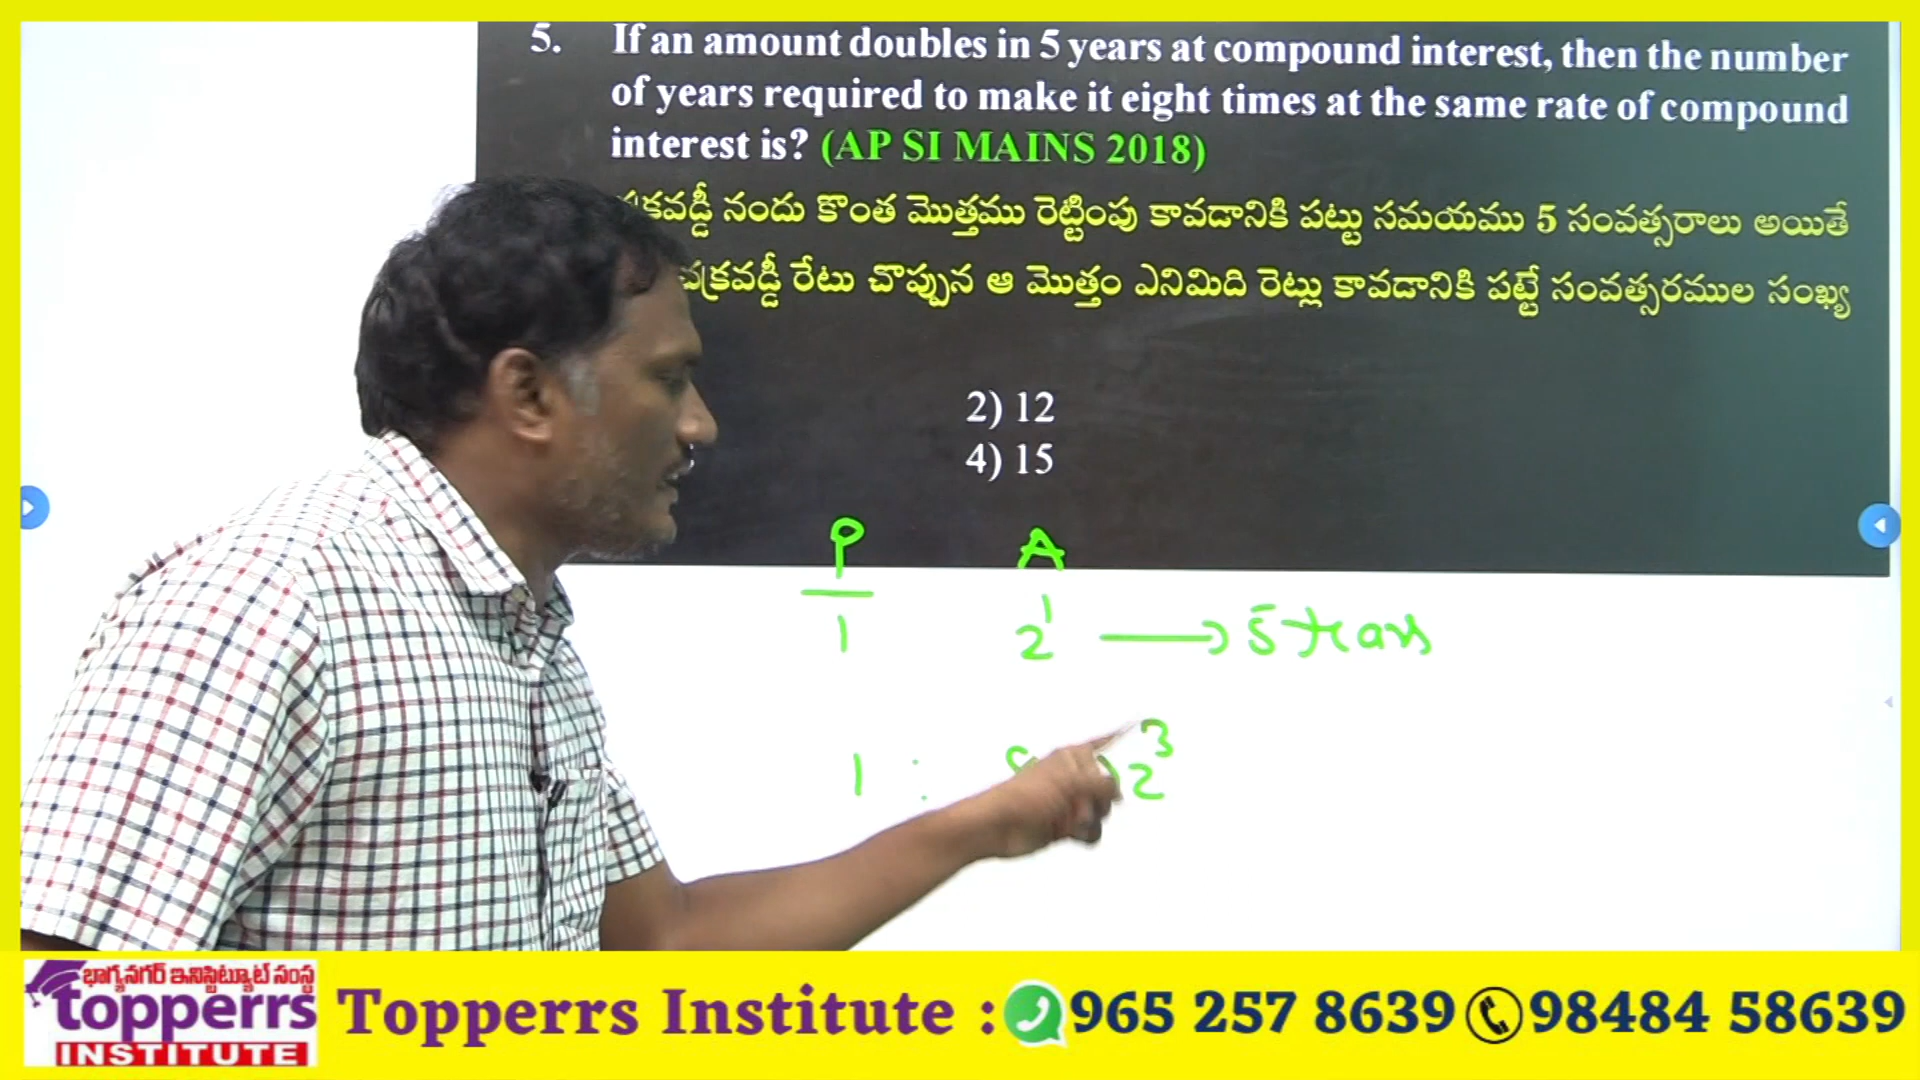 5. If an amount doubles in 5 years at compound interest, then the number
of years required to make it eight times at the same rate of compound
interest is? (AP SI MAINS 2018)
నందు కొంత మొత్తము రెట్టింపు కావడానికి పట్టు సమయము 5 సంవత్సరాలు అయితే
చక్రవడ్డీ రేటు చొప్పున ఆ మొత్తం ఎనిమిది రెట్లు కావడానికి పట్టే సంవత్సరముల సంఖ్య
2) 12
4) 15
P A
1 2¹ → 5 years
1 : 2³
భాగ్యనగర్ ఇనిస్టిట్యూట్ సంస్థ
topperrs
INSTITUTE
Topperrs Institute : 965 257 8639 98484 58639